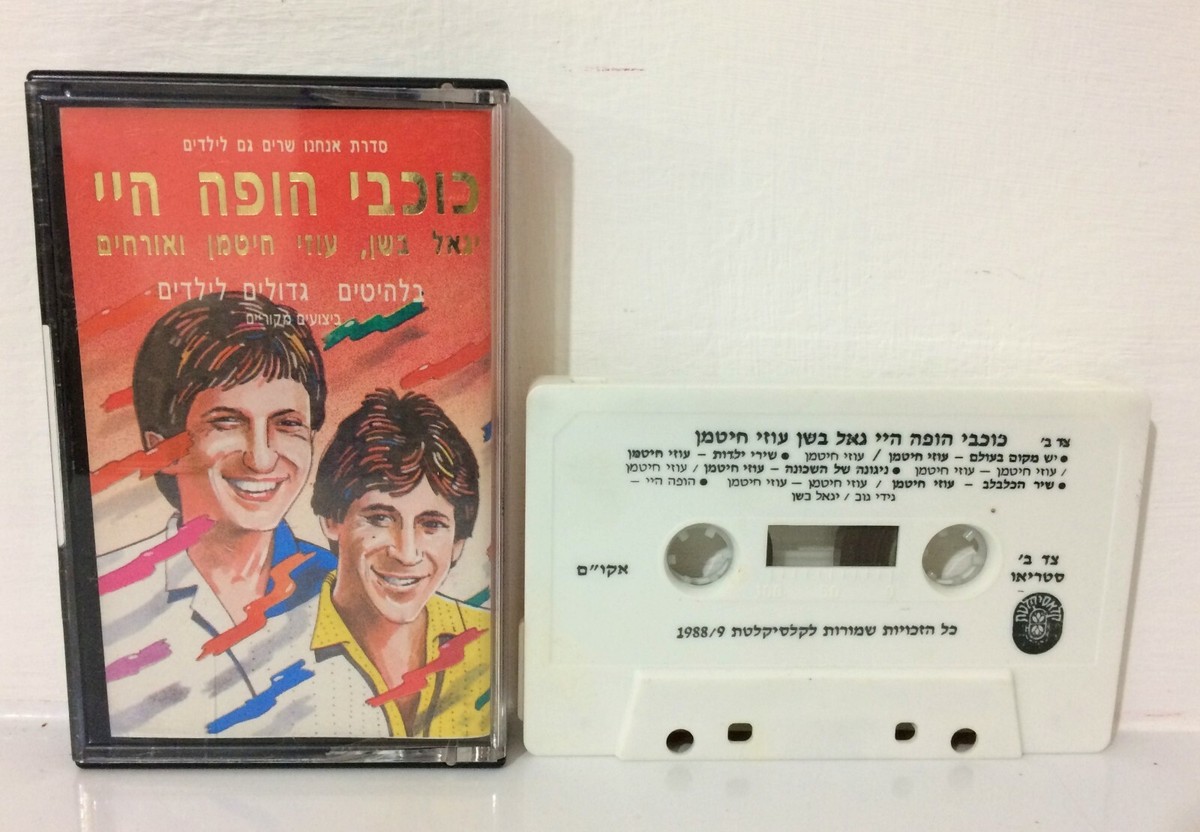 סדרת אנחנו שרים גם לילדים
כוכבי הופה היי
יגאל בשן, עוזי חיטמן ואורחים
בלהיטים גדולים לילדים
ביצועים מקוריים
צד ב' כוכבי הופה היי גאל בשן עוזי חיטמן
● יש מקום בעולם – עוזי חיטמן / עוזי חיטמן ● שירי ילדות – עוזי חיטמן
/ עוזי חיטמן – עוזי חיטמן ● ניגונה של השכונה – עוזי חיטמן / עוזי חיטמן
● שיר הכלבלב – עוזי חיטמן / עוזי חיטמן – עוזי חיטמן ● הופה היי –
גידי גוב / יגאל בשן
אקו"ם
צד ב'
סטריאו
כל הזכויות שמורות לקלסיקלטת 1988/9